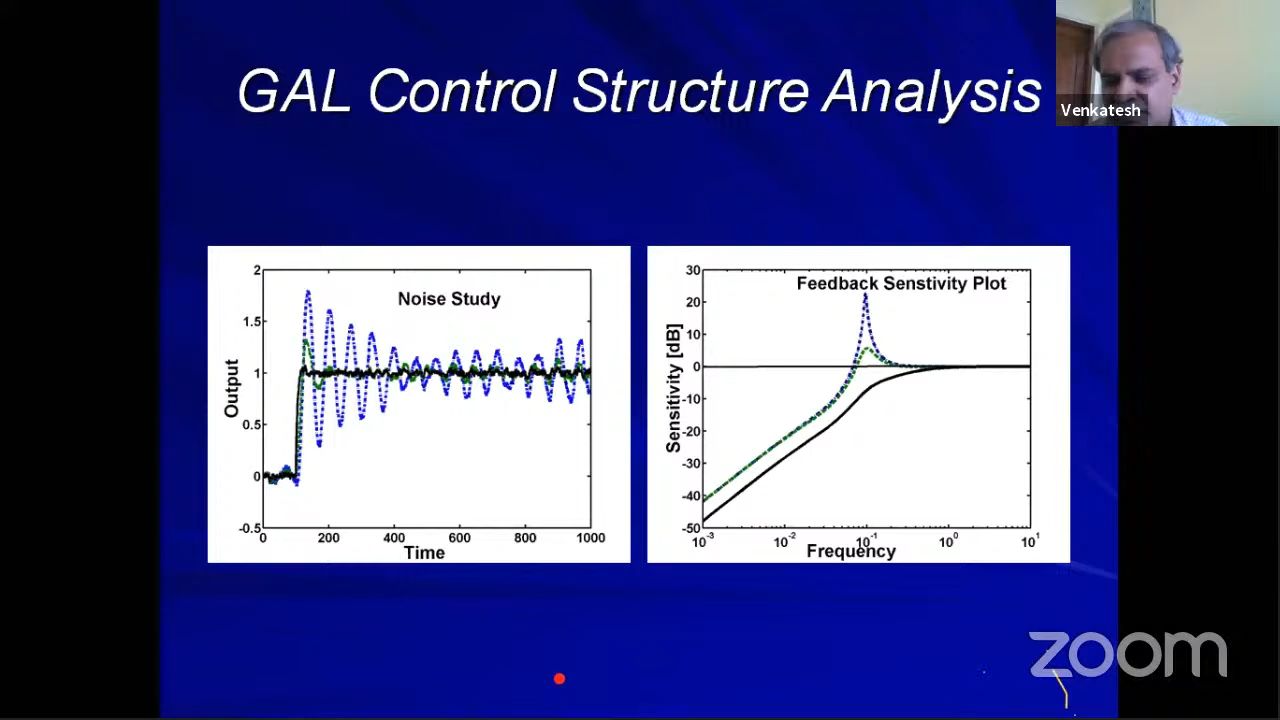 GAL Control Structure Analysis
Venkatesh
Noise Study
Output
2
1.5
1
0.5
0
-0.5
0 200 400 600 800 1000
Time
Feedback Senstivity Plot
Sensitivity [dB]
30
20
10
0
-10
-20
-30
-40
-50
10-3 10-2 10-1 100 101
Frequency
zoom